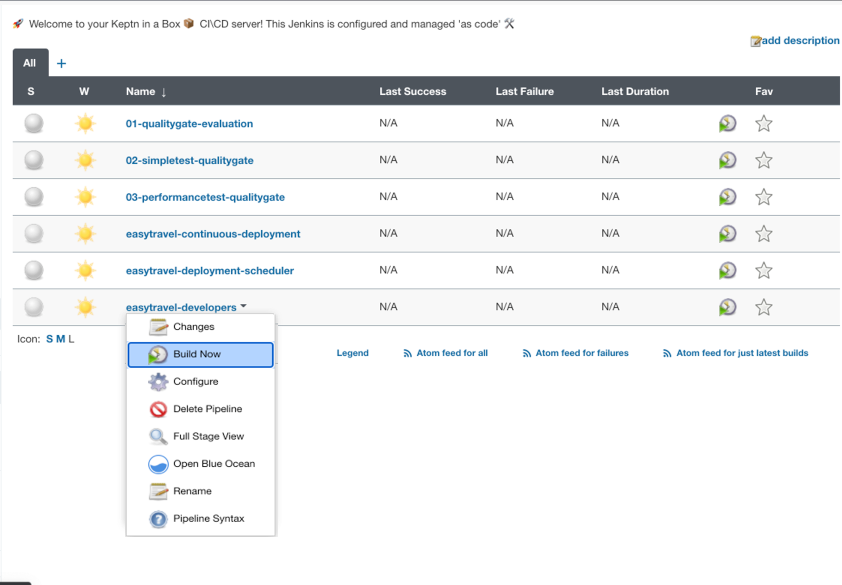 🚀 Welcome to your Keptn in a Box 📦 CI\CD server! This Jenkins is configured and managed 'as code' 🛠
add description
All +
S W Name ↓ Last Success Last Failure Last Duration Fav
01-qualitygate-evaluation N/A N/A N/A
02-simpletest-qualitygate N/A N/A N/A
03-performancetest-qualitygate N/A N/A N/A
easytravel-continuous-deployment N/A N/A N/A
easytravel-deployment-scheduler N/A N/A N/A
easytravel-developers N/A N/A N/A
Icon: S M L Legend Atom feed for all Atom feed for failures Atom feed for just latest builds
Changes
Build Now
Configure
Delete Pipeline
Full Stage View
Open Blue Ocean
Rename
Pipeline Syntax